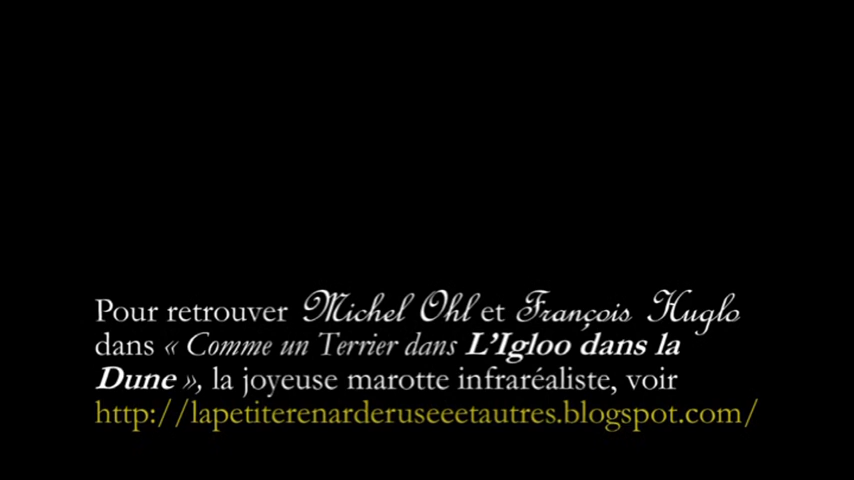 Pour retrouver Michel Ohl et François Huglo
dans « Comme un Terrier dans L'Igloo dans la
Dune », la joyeuse marotte infraréaliste, voir
http://lapetiterenarderuseeetautres.blogspot.com/